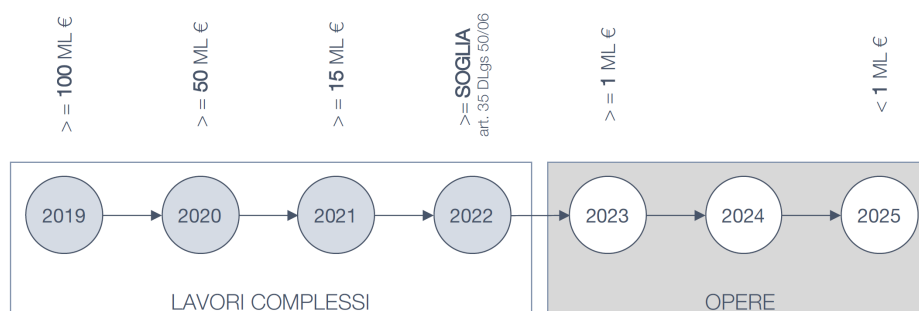 > = 100 ML €
> = 50 ML €
> = 15 ML €
>= SOGLIA
art. 35 DLgs 50/06
> = 1 ML €
< 1 ML €
2019
2020
2021
2022
2023
2024
2025
LAVORI COMPLESSI
OPERE